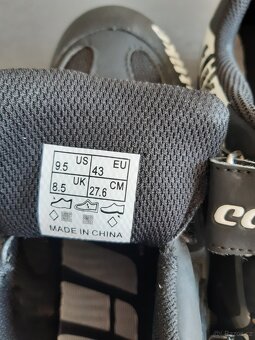 9.5 US 43 EU
8.5 UK 27.6 CM
MADE IN CHINA